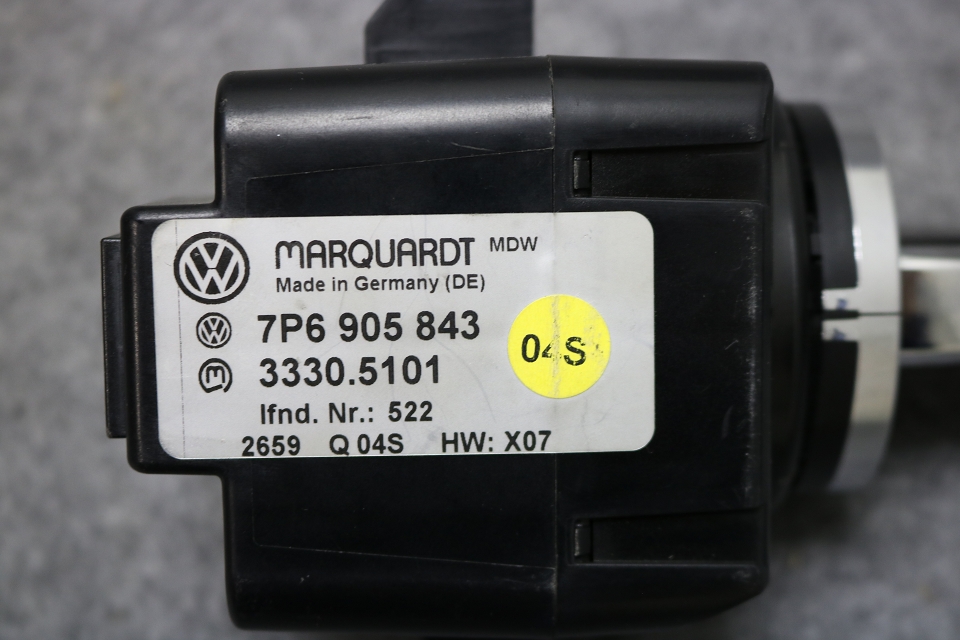 MARQUARDT MDW
Made in Germany (DE)
7P6 905 843
04S
3330.5101
lfnd. Nr.: 522
2659 Q 04S HW: X07